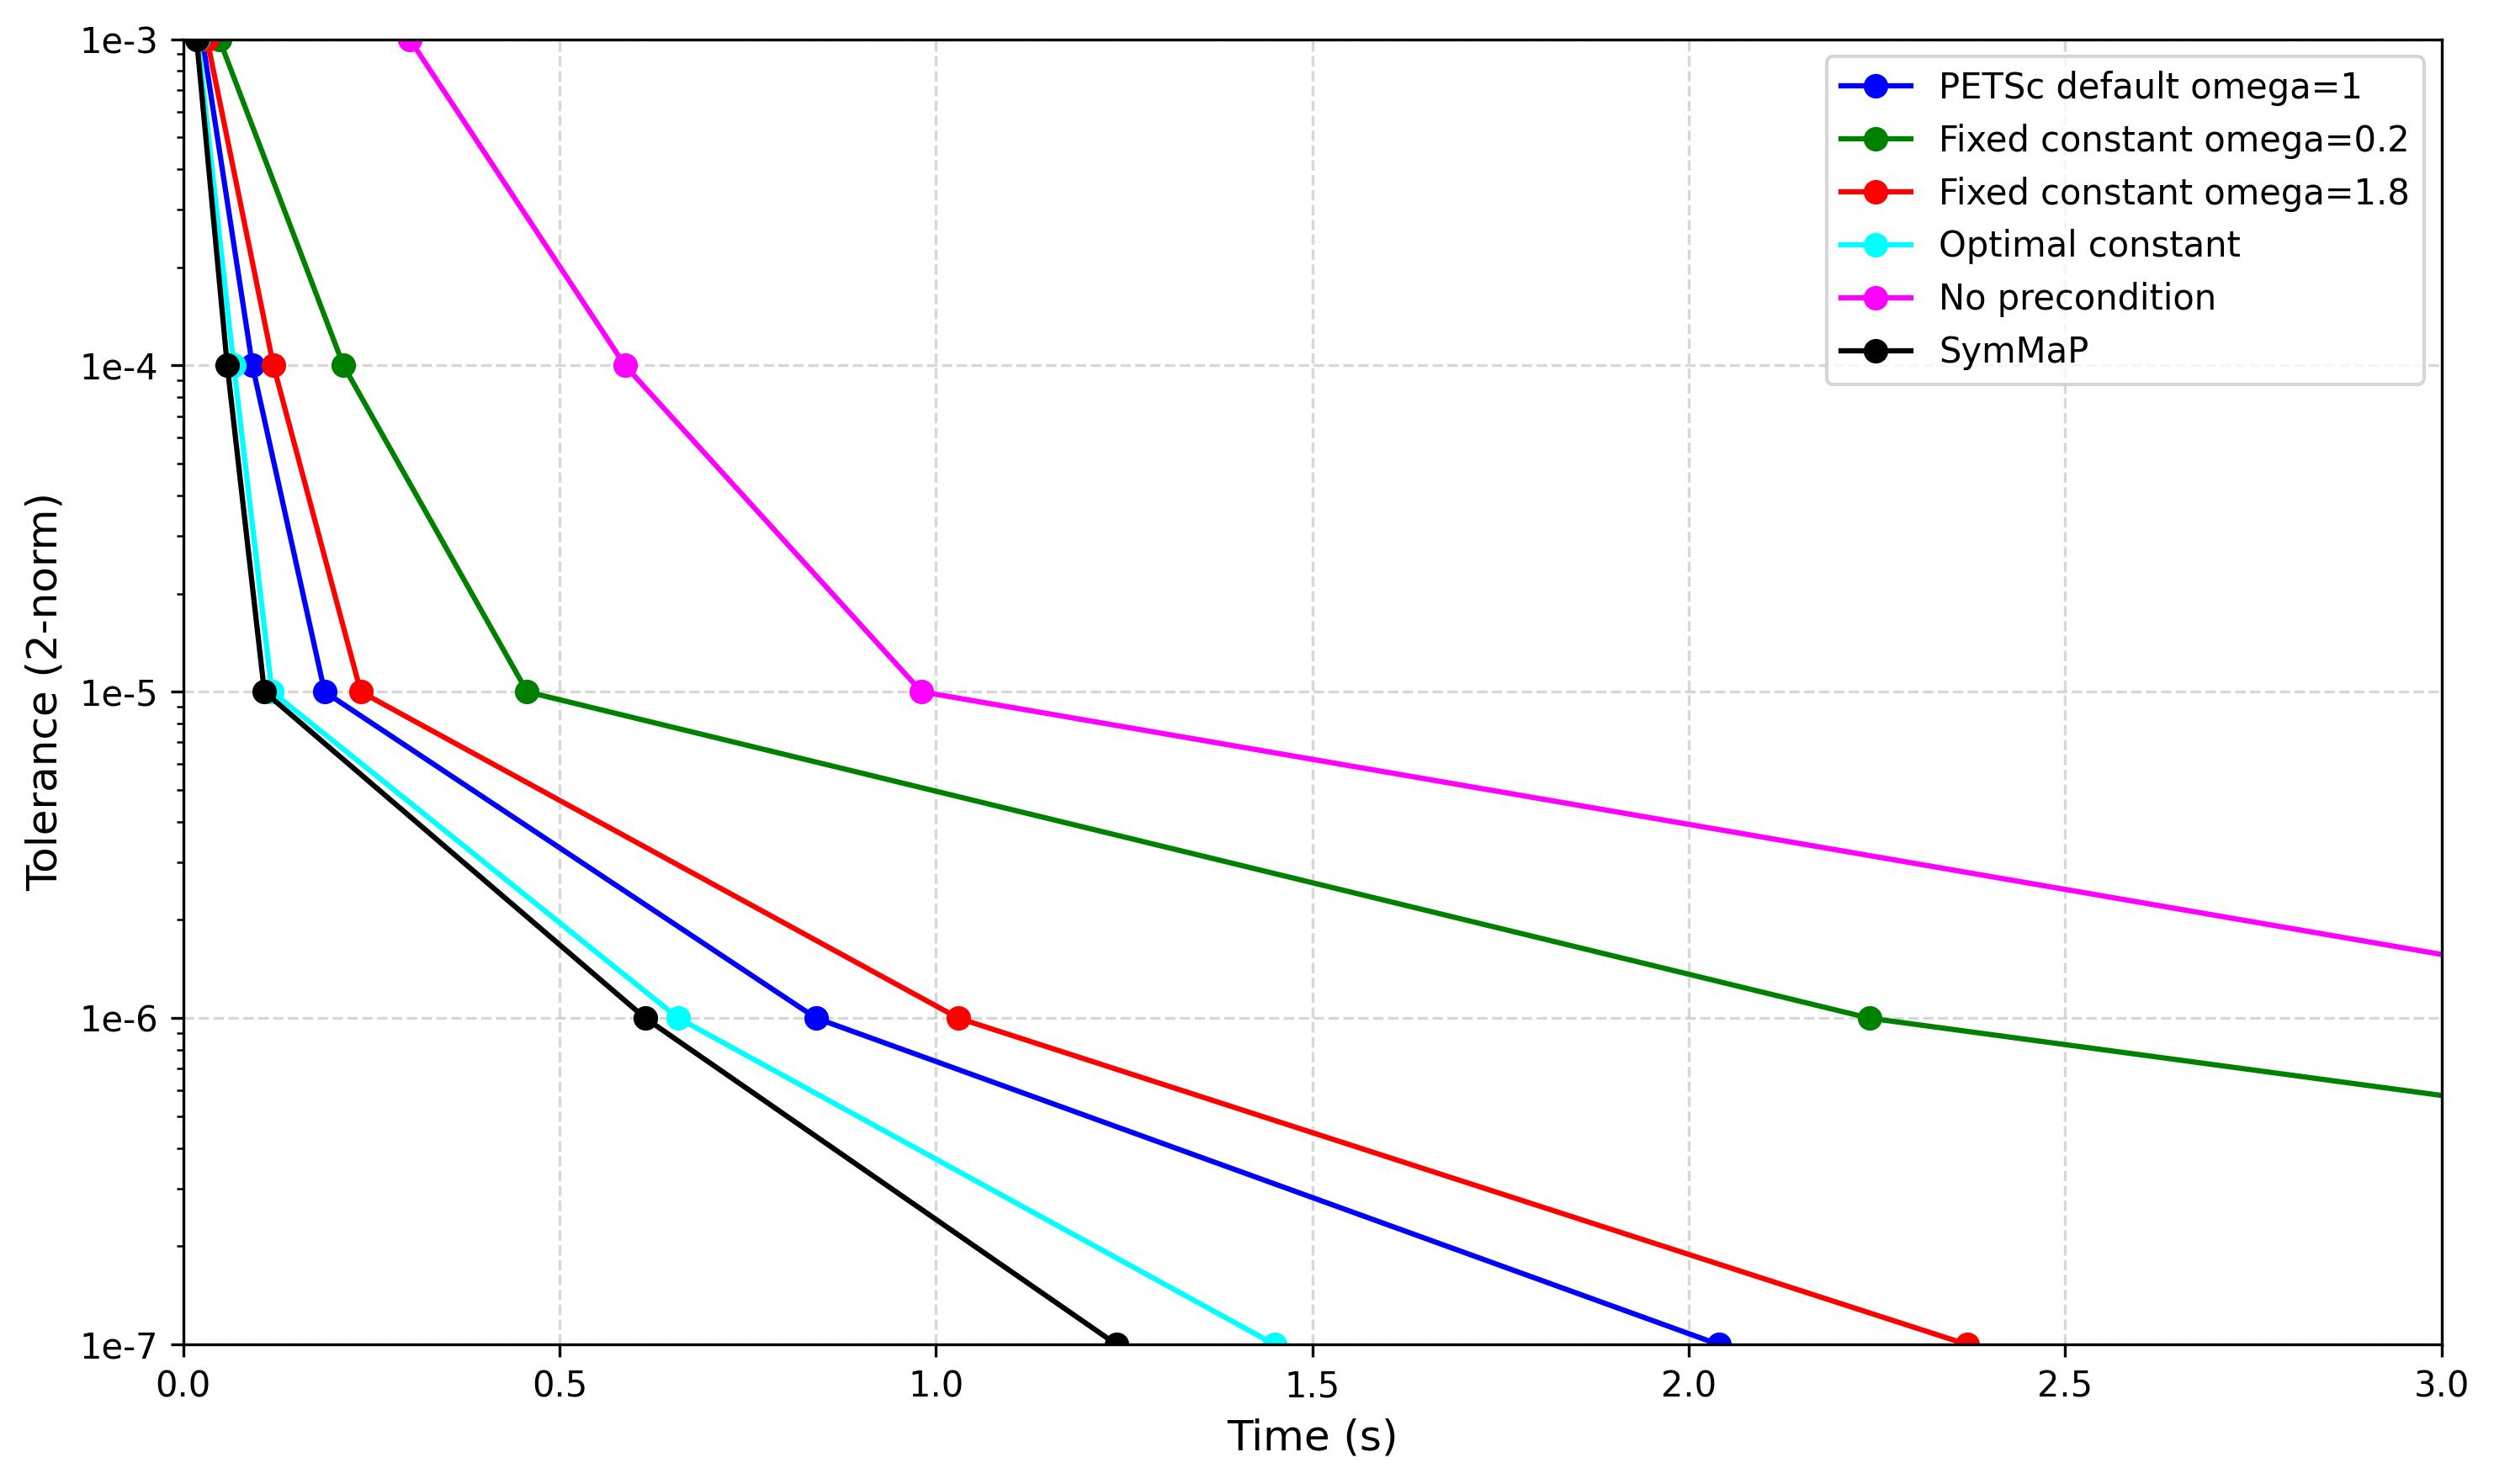 1e-3
1e-4
1e-5
1e-6
1e-7
Tolerance (2-norm)
PETSc default omega=1
Fixed constant omega=0.2
Fixed constant omega=1.8
Optimal constant
No precondition
SymMaP
0.0 0.5 1.0 1.5 2.0 2.5 3.0
Time (s)